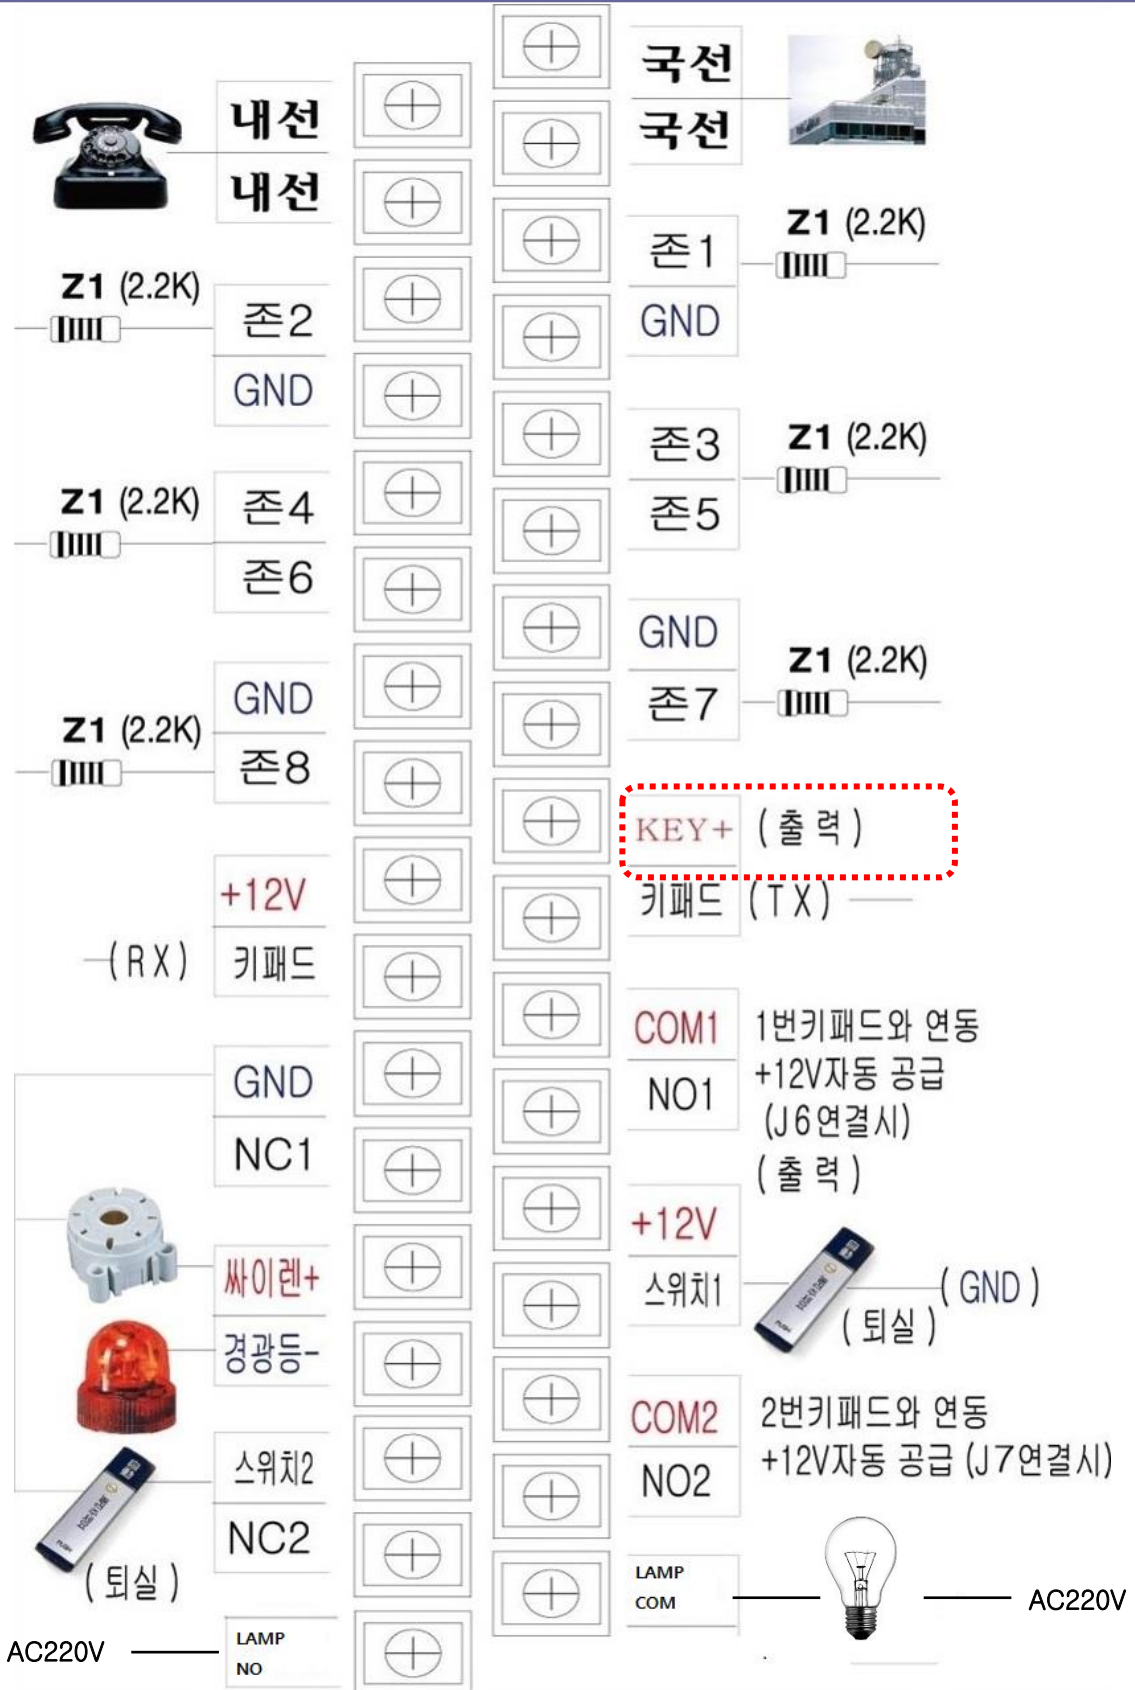 국선
국선
내선
내선
Z1 (2.2K)
존1
GND
Z1 (2.2K)
존2
GND
존3
Z1 (2.2K)
존5
Z1 (2.2K)
존4
존6
GND
Z1 (2.2K)
존7
GND
Z1 (2.2K)
존8
KEY+ (출력)
키패드 (TX)
+12V
(RX) 키패드
COM1 1번키패드와 연동
NO1 +12V자동 공급
(J6연결시)
(출력)
GND
NC1
+12V
스위치1
(GND)
(퇴실)
싸이렌+
경광등-
COM2 2번키패드와 연동
NO2 +12V자동 공급 (J7연결시)
스위치2
NC2
(퇴실)
LAMP
COM
AC220V
LAMP
NO
AC220V
PUSH
PUSH